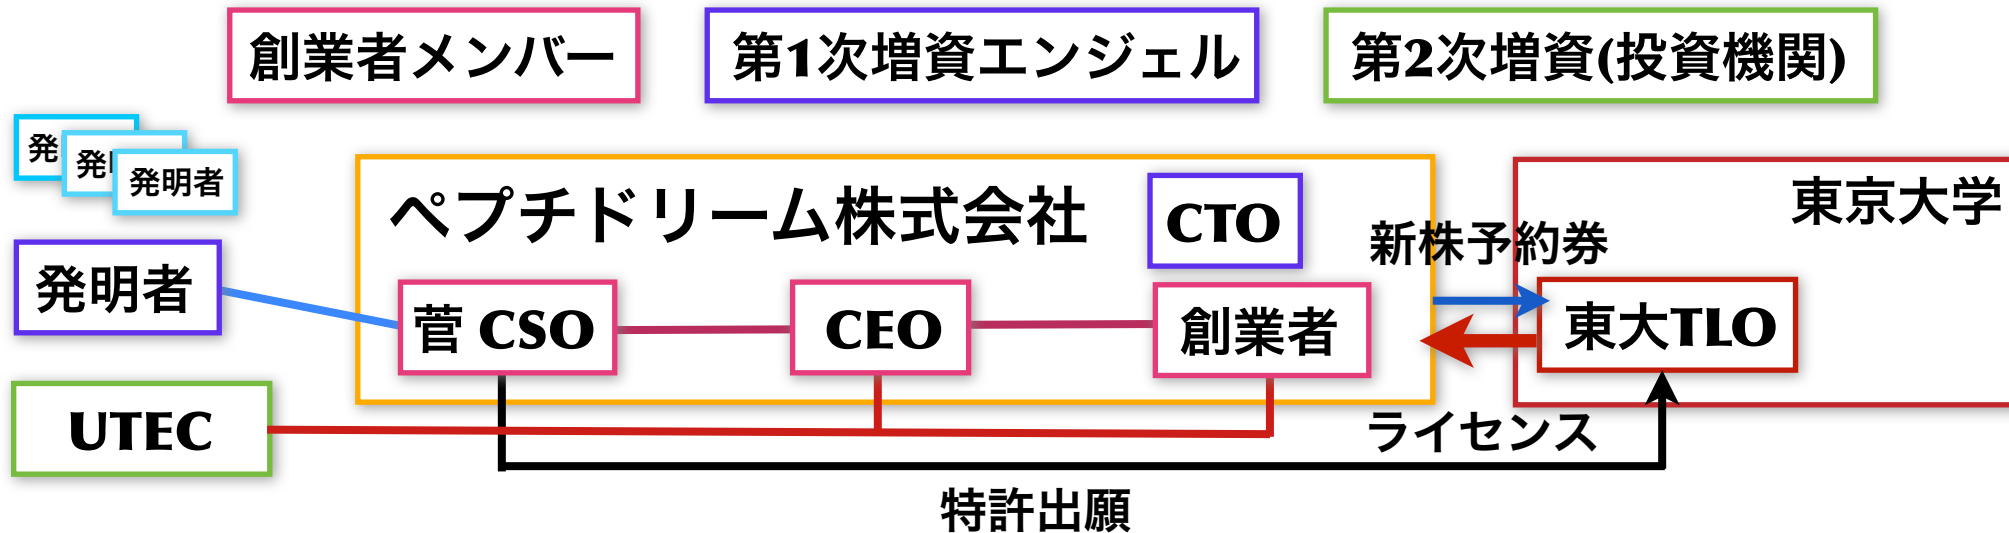 創業者メンバー
第1次増資エンジェル
第2次増資(投資機関)
発
発
発明者
ペプチドリーム株式会社
CTO
東京大学
新株予約券
発明者
菅 CSO
CEO
創業者
東大TLO
UTEC
ライセンス
特許出願